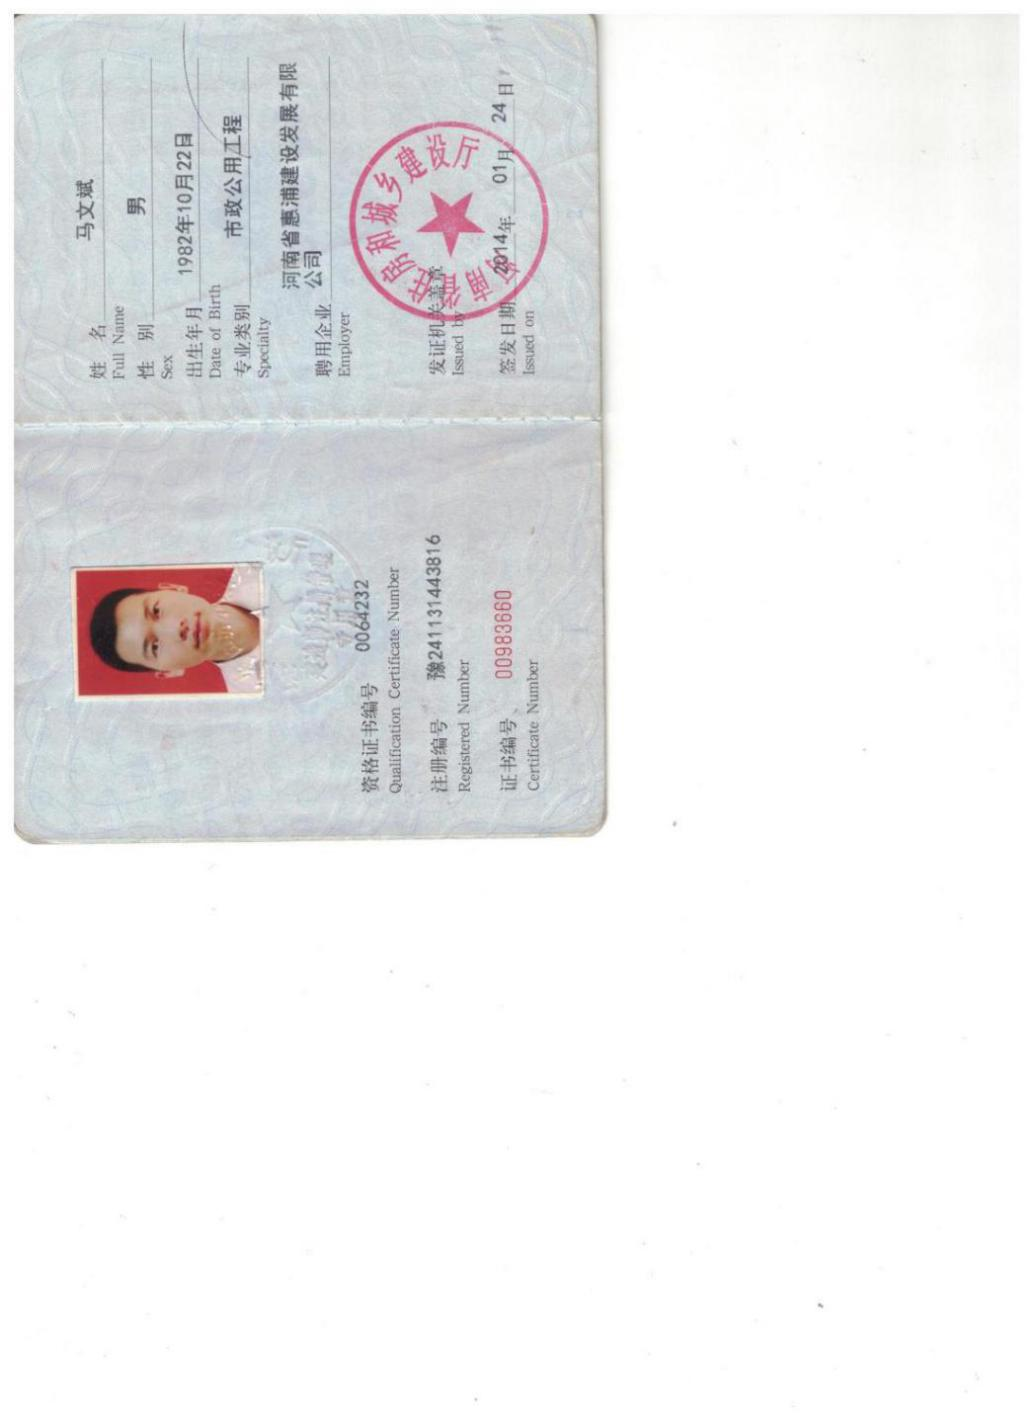 资格证书编号 0064232
Qualification Certificate Number
注册编号 豫241131443816
Registered Number
证书编号 00983660
Certificate Number
姓 名 马文斌
Full Name
性 别 男
Sex
出生年月 1982年10月22日
Date of Birth
专业类别 市政公用工程
Specialty
河南省惠浦建设发展有限
聘用企业 公司
Employer
河南省住房和城乡建设厅
发证机关盖章
Issued by
签发日期 2014年 01月 24日
Issued on